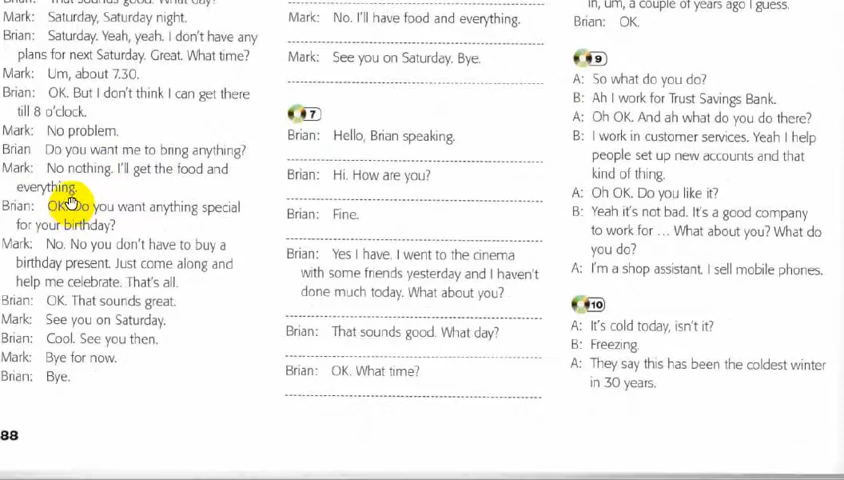 Mark: Saturday, Saturday night.
Brian: Saturday. Yeah, yeah. I don't have any
plans for next Saturday. Great. What time?
Mark: Um, about 7.30.
Brian: OK. But I don't think I can get there
till 8 o'clock.
Mark: No problem.
Brian Do you want me to bring anything?
Mark: No nothing. I'll get the food and
everything.
Brian: OK. Do you want anything special
for your birthday?
Mark: No. No you don't have to buy a
birthday present. Just come along and
help me celebrate. That's all.
Brian: OK. That sounds great.
Mark: See you on Saturday.
Brian: Cool. See you then.
Mark: Bye for now.
Brian: Bye.
88
Mark: No. I'll have food and everything.
Mark: See you on Saturday. Bye.
7
Brian: Hello, Brian speaking.
Brian: Hi. How are you?
Brian: Fine.
Brian: Yes I have. I went to the cinema
with some friends yesterday and I haven't
done much today. What about you?
Brian: That sounds good. What day?
Brian: OK. What time?
in, um, a couple of years ago I guess.
Brian: OK.
9
A: So what do you do?
B: Ah I work for Trust Savings Bank.
A: Oh OK. And ah what do you do there?
B: I work in customer services. Yeah I help
people set up new accounts and that
kind of thing.
A: Oh OK. Do you like it?
B: Yeah it's not bad. It's a good company
to work for ... What about you? What do
you do?
A: I'm a shop assistant. I sell mobile phones.
10
A: It's cold today, isn't it?
B: Freezing.
A: They say this has been the coldest winter
in 30 years.